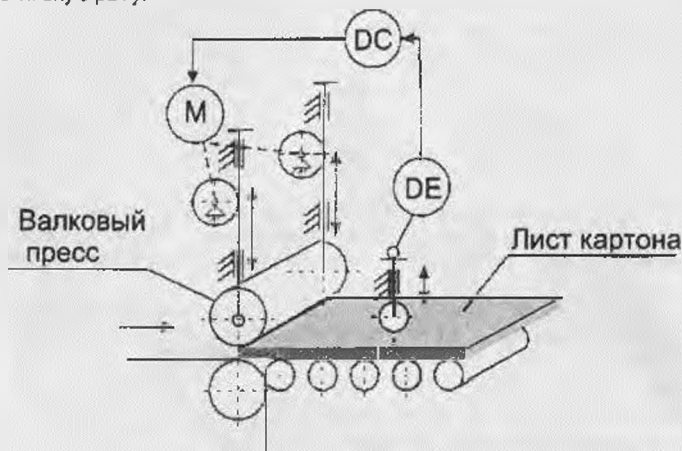 DC
M
DE
Валковый
пресс
Лист картона